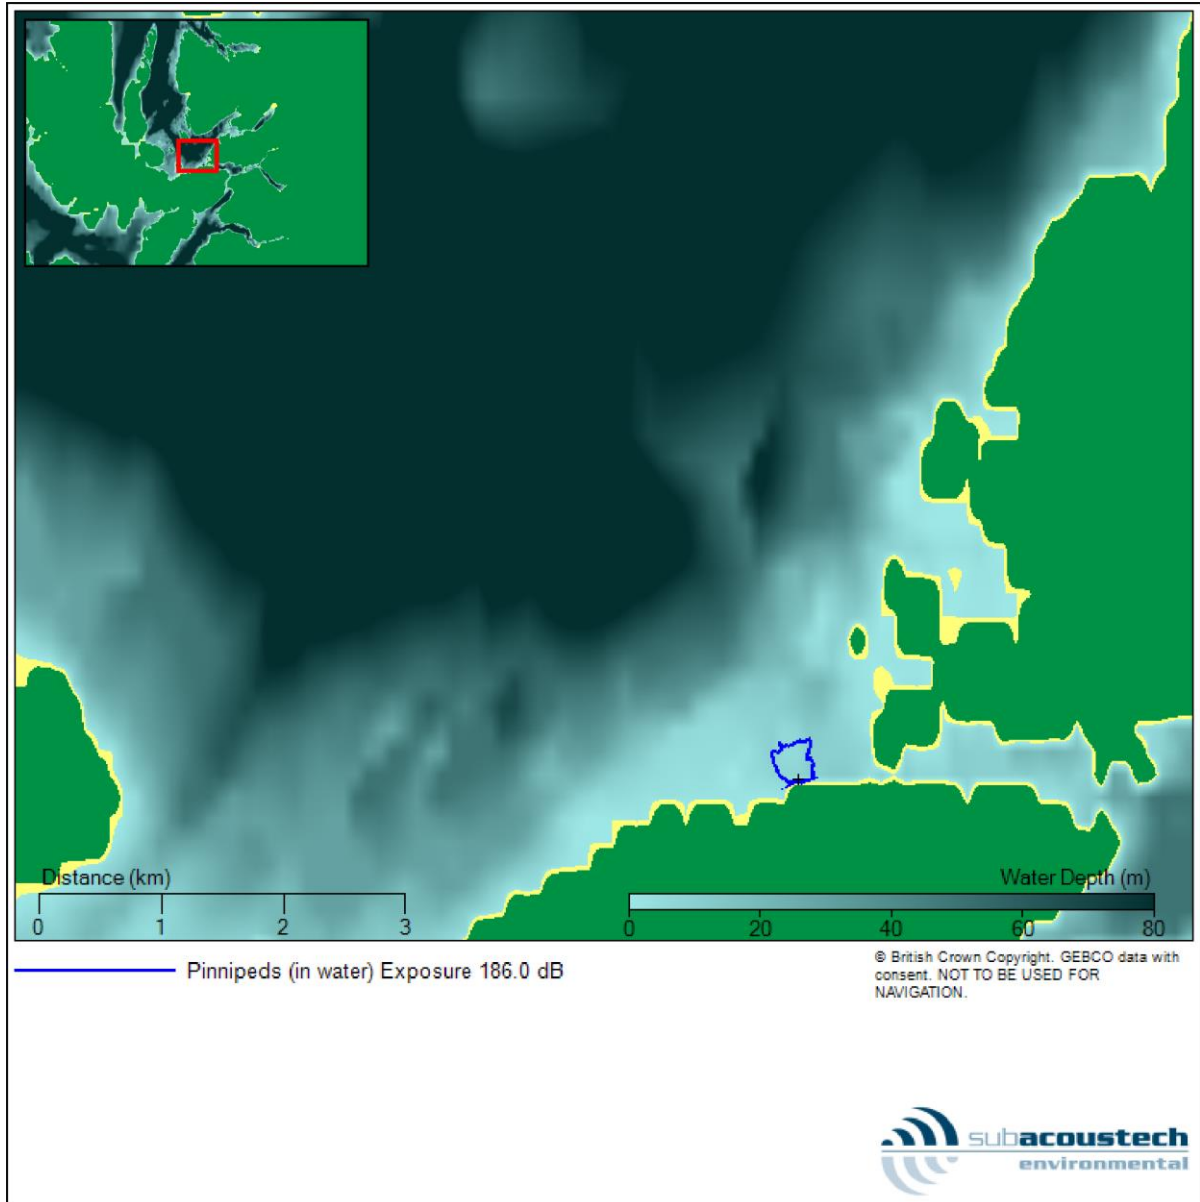 Distance (km)
0 1 2 3
Water Depth (m)
0 20 40 60 80
Pinnipeds (in water) Exposure 186.0 dB
© British Crown Copyright. GEBCO data with
consent. NOT TO BE USED FOR
NAVIGATION.
subacoustech
environmental